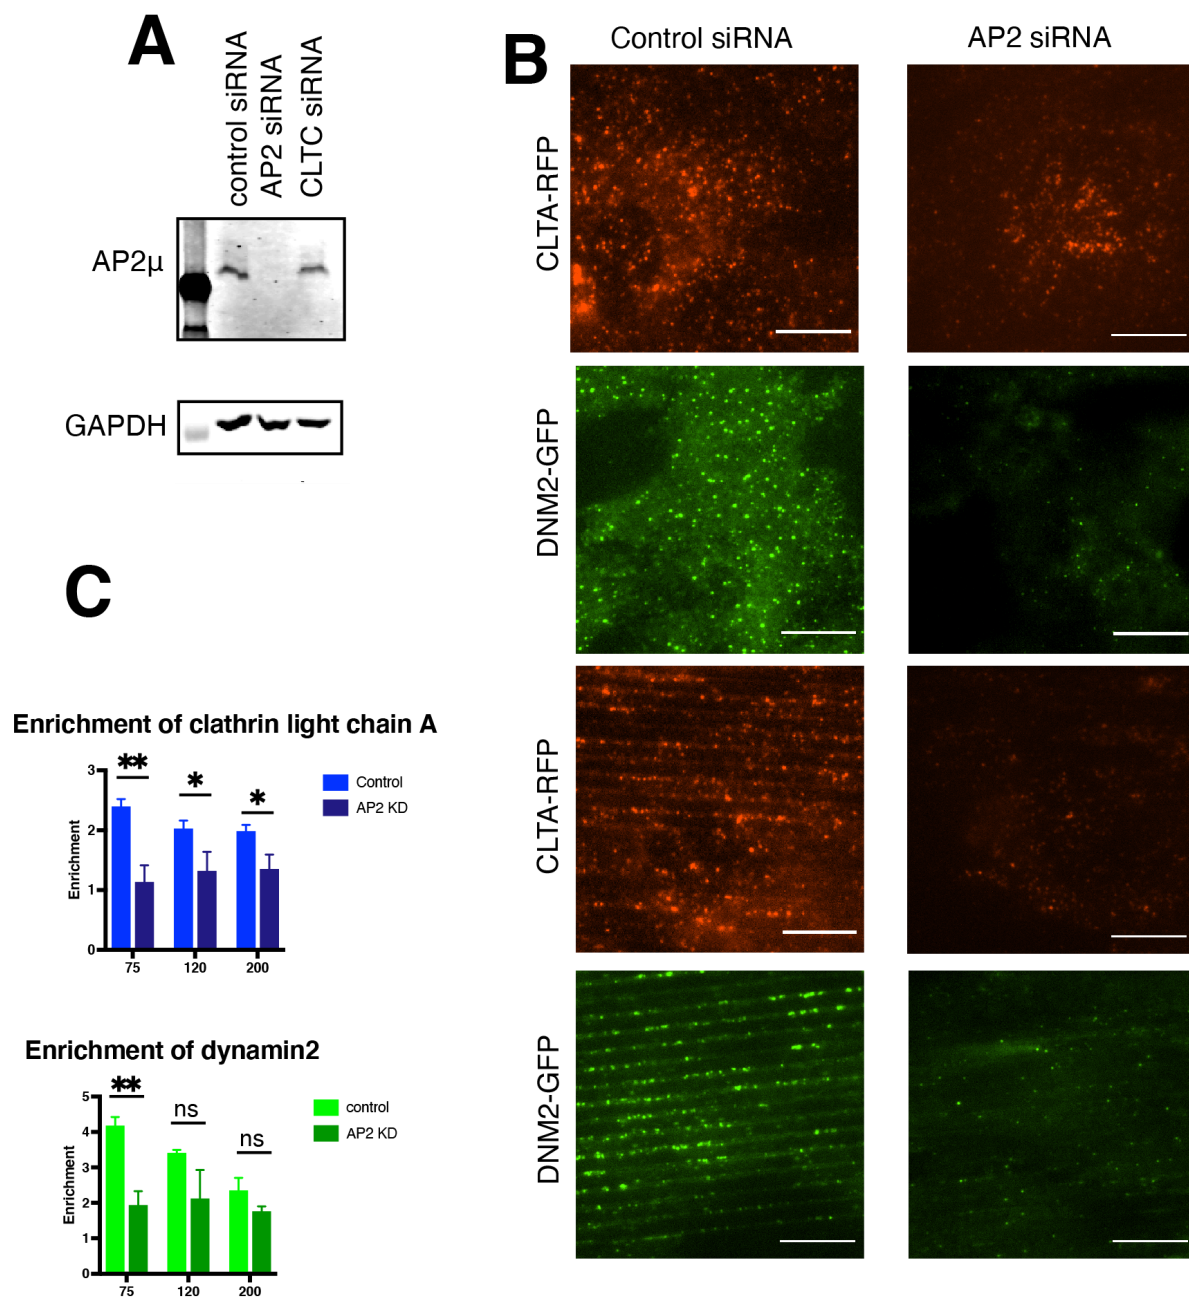 A
control siRNA
AP2 siRNA
CLTC siRNA
AP2μ
GAPDH
B
Control siRNA
AP2 siRNA
CLTA-RFP
DNM2-GFP
CLTA-RFP
DNM2-GFP
C
Enrichment of clathrin light chain A
Enrichment
3
2
1
0
**
*
*
75
120
200
Control
AP2 KD
Enrichment of dynamin2
Enrichment
5
4
3
2
1
0
**
ns
ns
75
120
200
control
AP2 KD